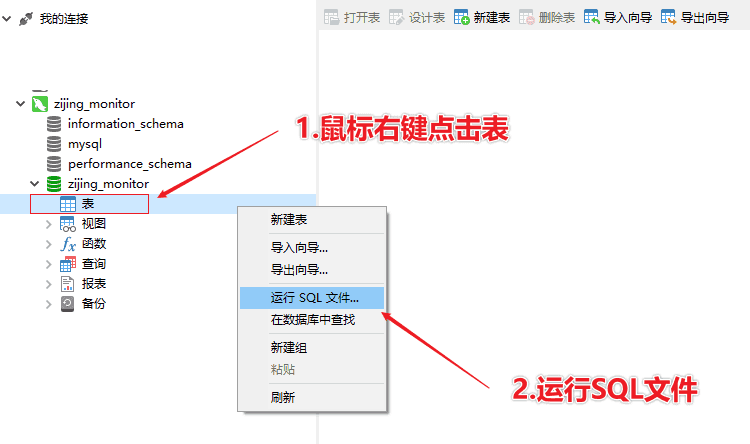 我的连接
打开表 设计表 新建表 删除表 导入向导 导出向导
zijing_monitor
information_schema
mysql
performance_schema
zijing_monitor
表
视图
函数
查询
报表
备份
1.鼠标右键点击表
新建表
导入向导...
导出向导...
运行 SQL 文件...
在数据库中查找
新建组
粘贴
刷新
2.运行SQL文件